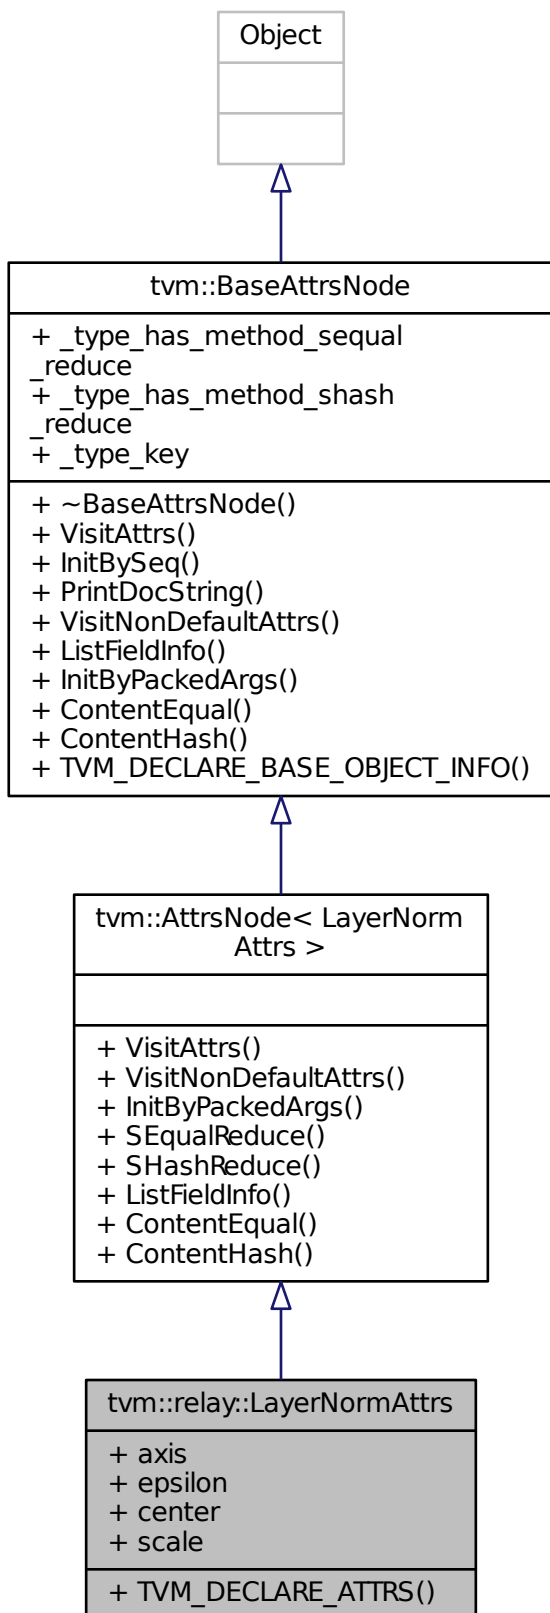 Object
tvm::BaseAttrsNode
+ _type_has_method_sequal
_reduce
+ _type_has_method_shash
_reduce
+ _type_key
+ ~BaseAttrsNode()
+ VisitAttrs()
+ InitBySeq()
+ PrintDocString()
+ VisitNonDefaultAttrs()
+ ListFieldInfo()
+ InitByPackedArgs()
+ ContentEqual()
+ ContentHash()
+ TVM_DECLARE_BASE_OBJECT_INFO()
tvm::AttrsNode< LayerNorm
Attrs >
+ VisitAttrs()
+ VisitNonDefaultAttrs()
+ InitByPackedArgs()
+ SEqualReduce()
+ SHashReduce()
+ ListFieldInfo()
+ ContentEqual()
+ ContentHash()
tvm::relay::LayerNormAttrs
+ axis
+ epsilon
+ center
+ scale
+ TVM_DECLARE_ATTRS()